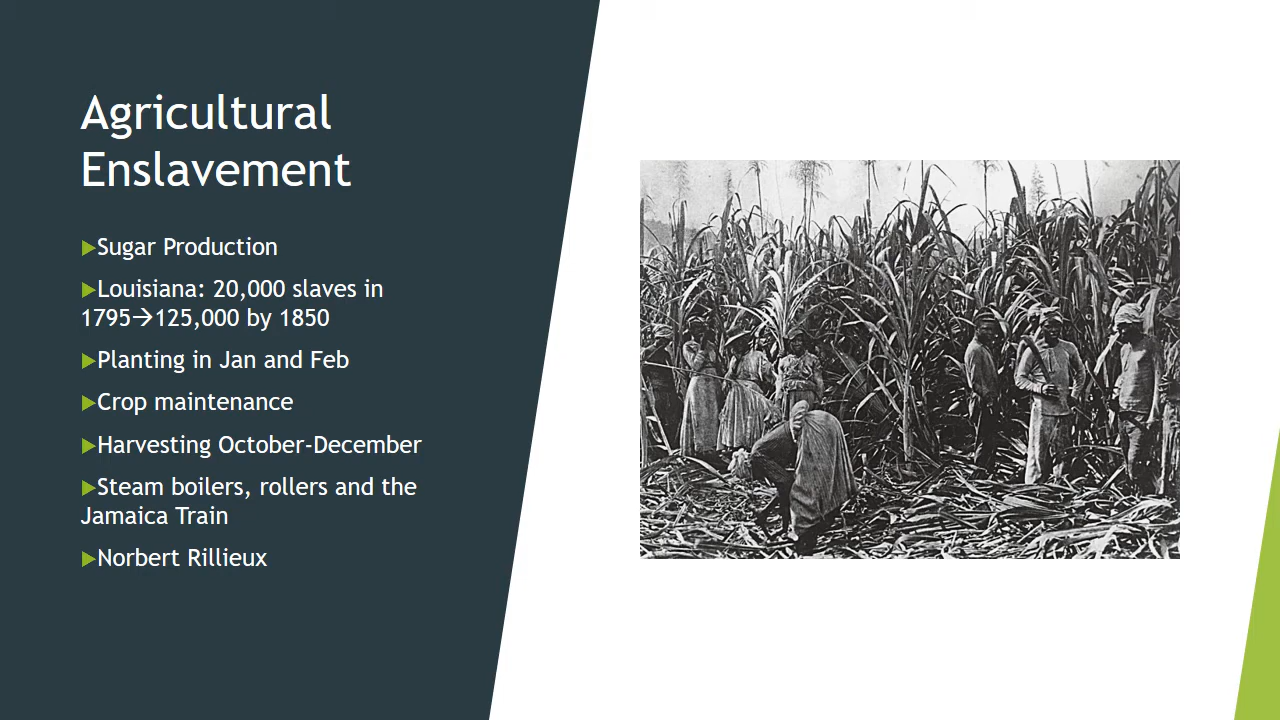 Agricultural
Enslavement
▶Sugar Production
▶Louisiana: 20,000 slaves in
1795→125,000 by 1850
▶Planting in Jan and Feb
▶Crop maintenance
▶Harvesting October-December
▶Steam boilers, rollers and the
Jamaica Train
▶Norbert Rillieux